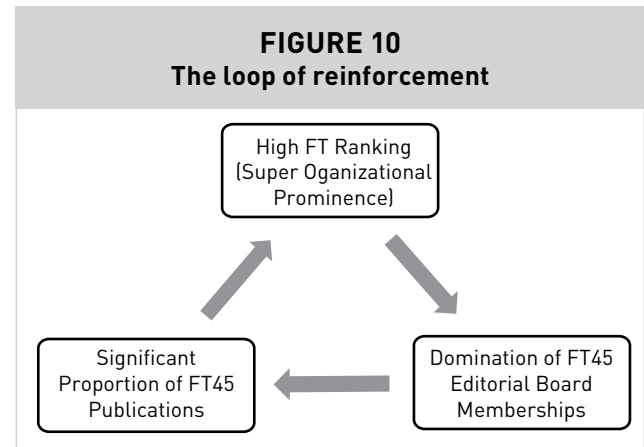 FIGURE 10
The loop of reinforcement
High FT Ranking
(Super Oganizational
Prominence)
Significant
Proportion of FT45
Publications
Domination of FT45
Editorial Board
Memberships